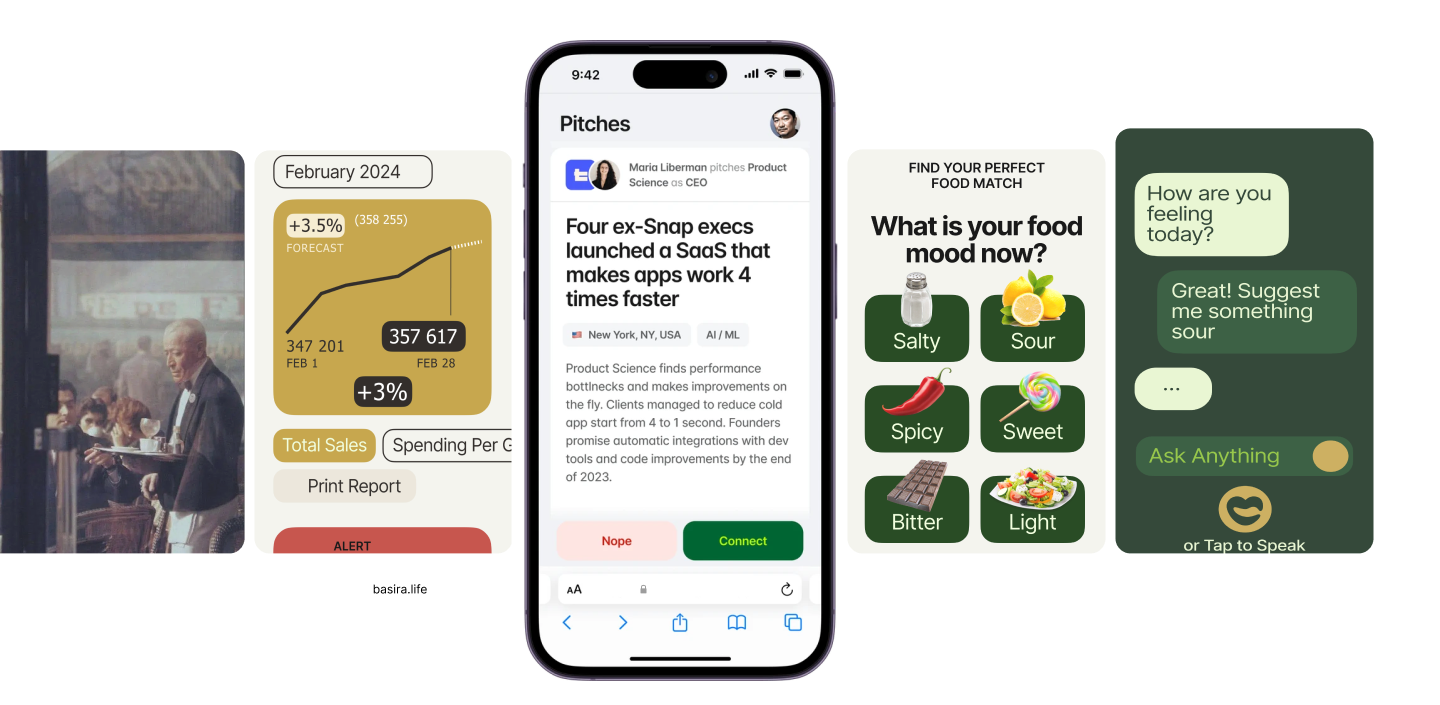 February 2024
+3.5%
(358 255)
FORECAST
347 201
FEB 1
357 617
FEB 28
+3%
Total Sales
Spending Per G
Print Report
ALERT
basira.life
9:42
Pitches
Maria Liberman pitches Product
Science as CEO
Four ex-Snap execs
launched a SaaS that
makes apps work 4
times faster
New York, NY, USA
AI / ML
Product Science finds performance
bottlnecks and makes improvements on
the fly. Clients managed to reduce cold
app start from 4 to 1 second. Founders
promise automatic integrations with dev
tools and code improvements by the end
of 2023.
Nope
Connect
AA
FIND YOUR PERFECT
FOOD MATCH
What is your food
mood now?
Salty
Sour
Spicy
Sweet
Bitter
Light
How are you
feeling
today?
Great! Suggest
me something
sour
...
Ask Anything
or Tap to Speak